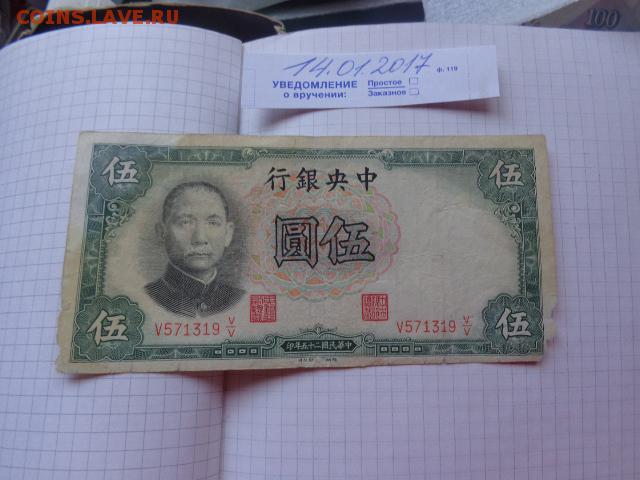 COINS.LAVE.RU
100
14.01.2017 ф. 119
УВЕДОМЛЕНИЕ Простое
о вручении: Заказное
伍 伍
行銀央中
圓伍
V571319 V/V V571319 V/V
伍 伍
印年五十二國民華中